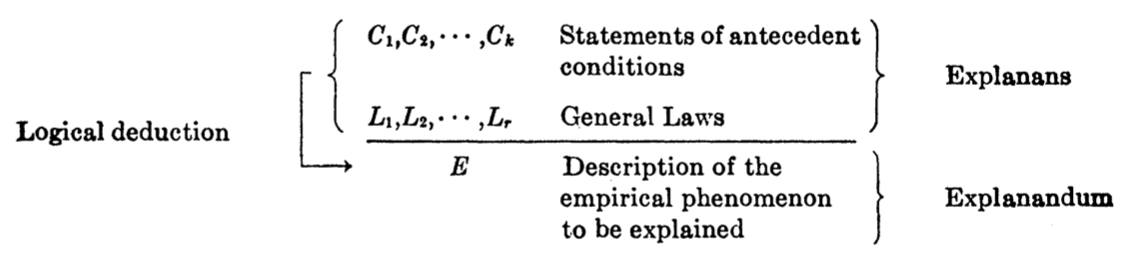 C₁,C₂,··· ,Cₖ Statements of antecedent
conditions
Explanans
Logical deduction
L₁,L₂,··· ,Lᵣ General Laws
E Description of the
empirical phenomenon
to be explained
Explanandum